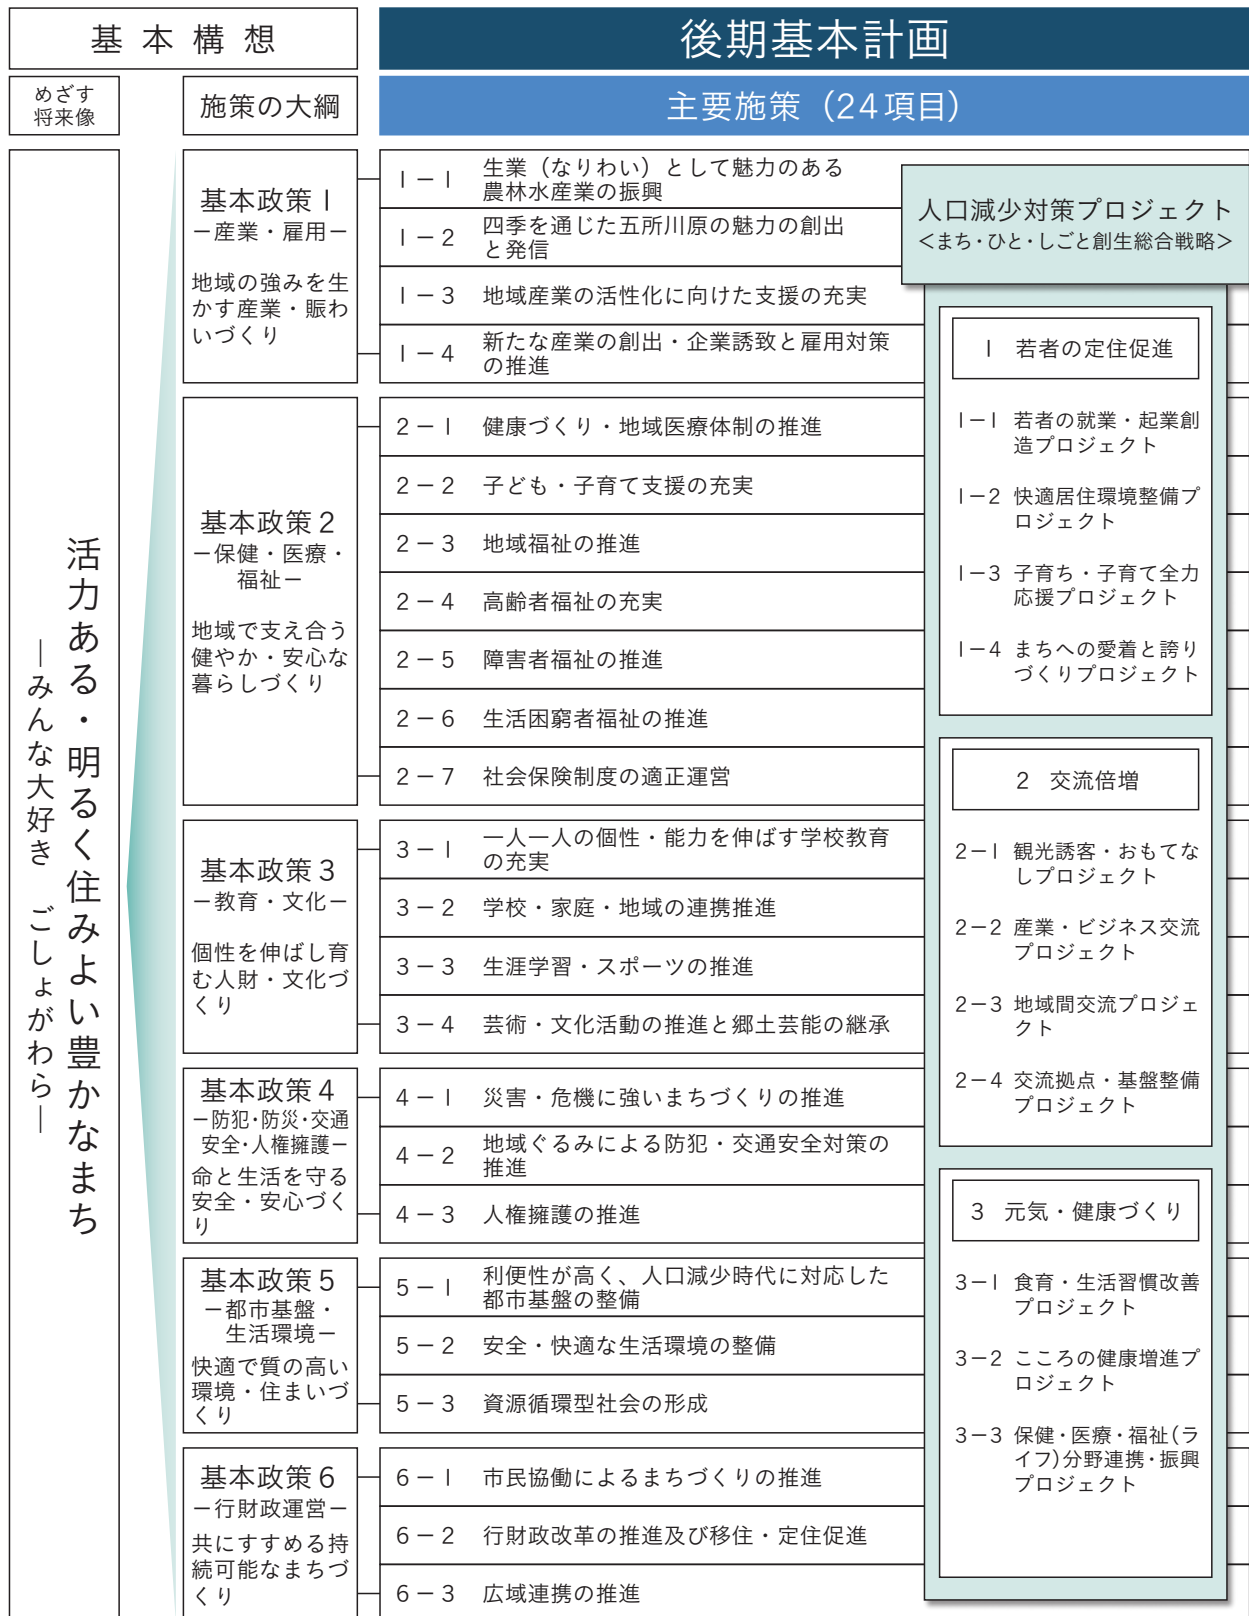 基本構想
後期基本計画
めざす
将来像
施策の大綱
主要施策（24項目）
活力ある・明るく住みよい豊かなまち
―みんな大好き　ごしょがわら―
基本政策1
－産業・雇用－
地域の強みを生
かす産業・賑わ
いづくり
1－1　生業（なりわい）として魅力のある
農林水産業の振興
1－2　四季を通じた五所川原の魅力の創出
と発信
1－3　地域産業の活性化に向けた支援の充実
1－4　新たな産業の創出・企業誘致と雇用対策
の推進
基本政策2
－保健・医療・
福祉－
地域で支え合う
健やか・安心な
暮らしづくり
2－1　健康づくり・地域医療体制の推進
2－2　子ども・子育て支援の充実
2－3　地域福祉の推進
2－4　高齢者福祉の充実
2－5　障害者福祉の推進
2－6　生活困窮者福祉の推進
2－7　社会保険制度の適正運営
基本政策3
－教育・文化－
個性を伸ばし育
む人財・文化づ
くり
3－1　一人一人の個性・能力を伸ばす学校教育
の充実
3－2　学校・家庭・地域の連携推進
3－3　生涯学習・スポーツの推進
3－4　芸術・文化活動の推進と郷土芸能の継承
基本政策4
－防犯・防災・交通
安全・人権擁護－
命と生活を守る
安全・安心づく
り
4－1　災害・危機に強いまちづくりの推進
4－2　地域ぐるみによる防犯・交通安全対策の
推進
4－3　人権擁護の推進
基本政策5
－都市基盤・
生活環境－
快適で質の高い
環境・住まいづ
くり
5－1　利便性が高く、人口減少時代に対応した
都市基盤の整備
5－2　安全・快適な生活環境の整備
5－3　資源循環型社会の形成
基本政策6
－行財政運営－
共にすすめる持
続可能なまちづ
くり
6－1　市民協働によるまちづくりの推進
6－2　行財政改革の推進及び移住・定住促進
6－3　広域連携の推進
人口減少対策プロジェクト
＜まち・ひと・しごと創生総合戦略＞
1　若者の定住促進
1－1 若者の就業・起業創
造プロジェクト
1－2 快適居住環境整備プ
ロジェクト
1－3 子育ち・子育て全力
応援プロジェクト
1－4 まちへの愛着と誇り
づくりプロジェクト
2　交流倍増
2－1 観光誘客・おもてな
しプロジェクト
2－2 産業・ビジネス交流
プロジェクト
2－3 地域間交流プロジェ
クト
2－4 交流拠点・基盤整備
プロジェクト
3　元気・健康づくり
3－1 食育・生活習慣改善
プロジェクト
3－2 こころの健康増進プ
ロジェクト
3－3 保健・医療・福祉（ラ
イフ）分野連携・振興
プロジェクト